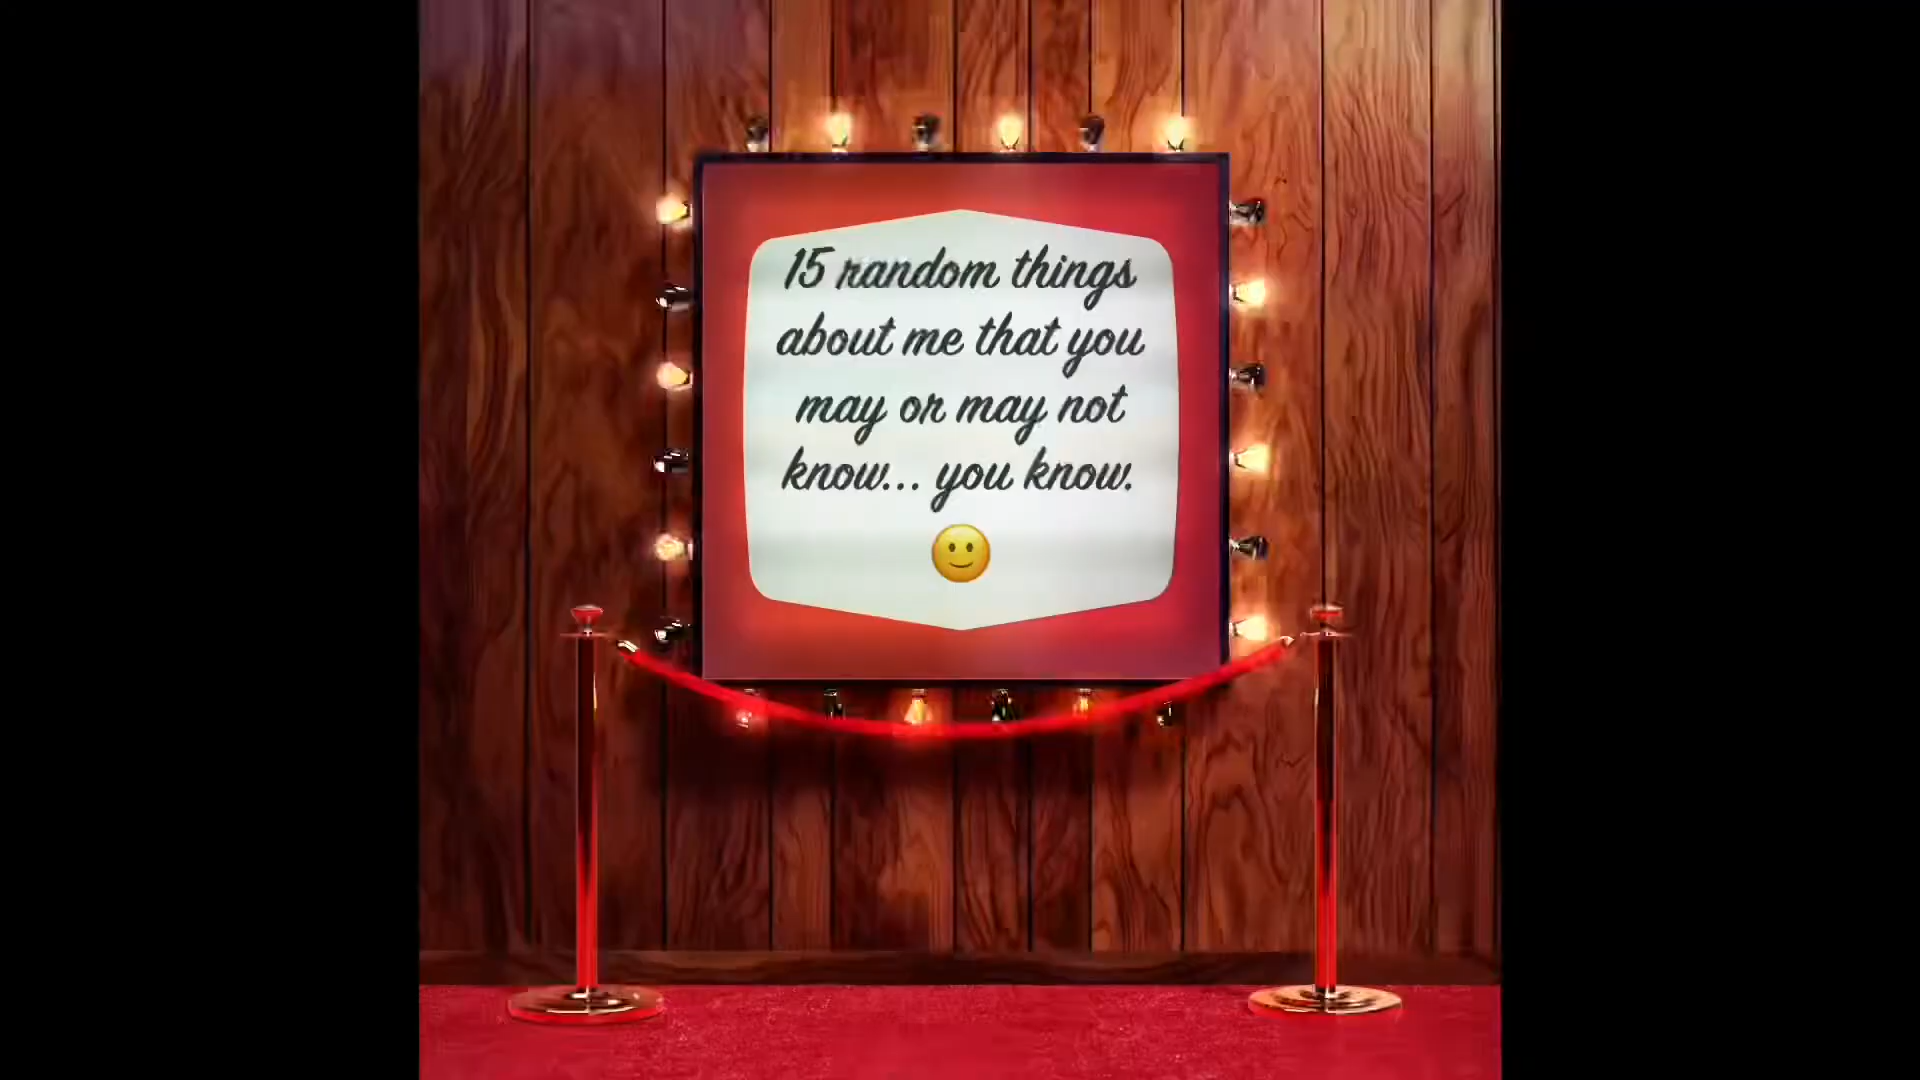 15 random things
about me that you
may or may not
know... you know.
🙂